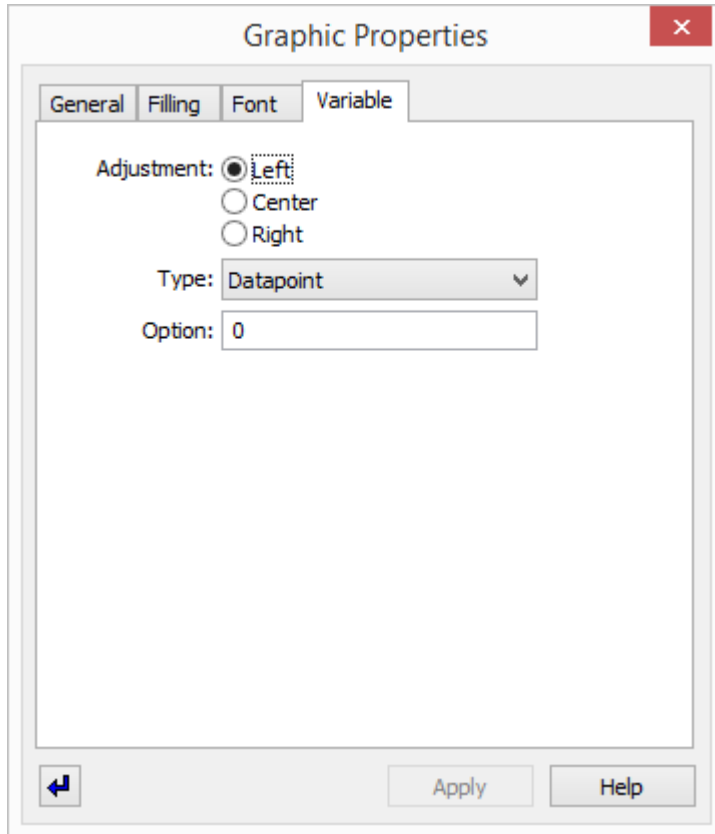 Graphic Properties
General Filling Font Variable
Adjustment: Left
Center
Right
Type: Datapoint
Option: 0
Apply Help